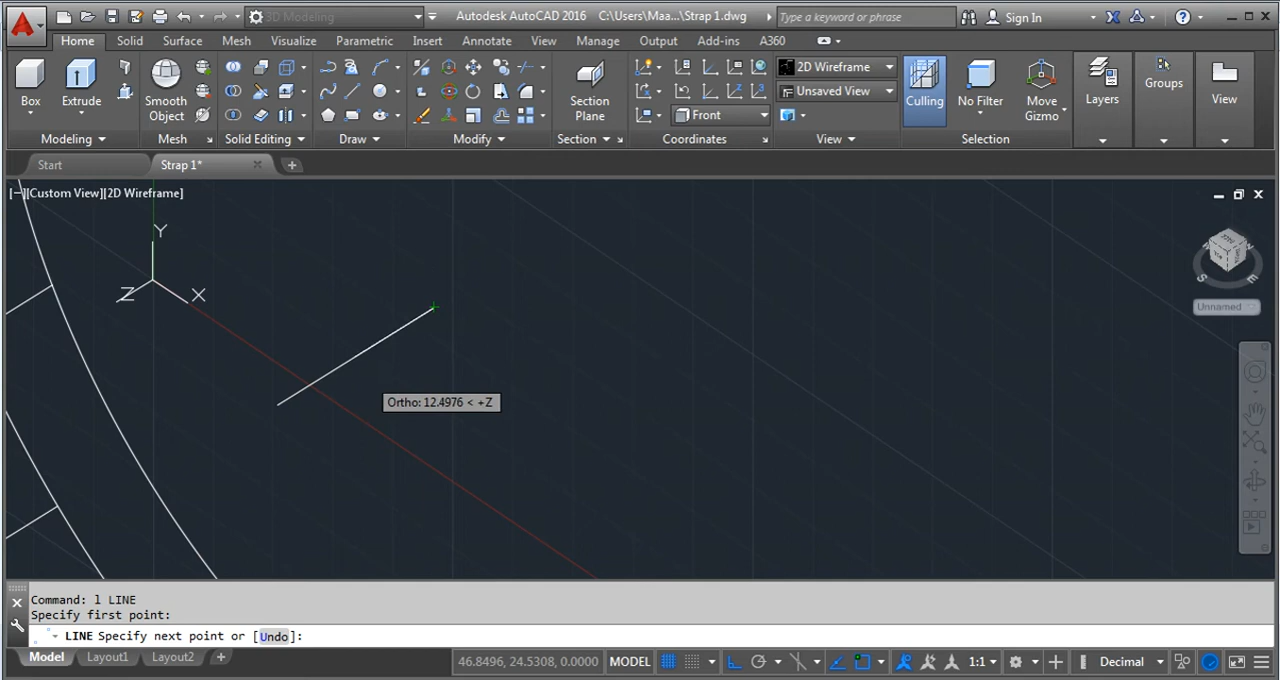 3D Modeling
Autodesk AutoCAD 2016 C:\Users\Maa...\Strap 1.dwg
Type a keyword or phrase
Sign In
Home Solid Surface Mesh Visualize Parametric Insert Annotate View Manage Output Add-ins A360
Box
Extrude
Smooth Object
Section Plane
2D Wireframe
Unsaved View
Front
Culling
No Filter
Move Gizmo
Layers
Groups
View
Modeling Mesh Solid Editing Draw Modify Section Coordinates View Selection
Start
Strap 1*
[−][Custom View][2D Wireframe]
Y
Z
X
S
E
Unnamed
Ortho: 12.4976 < +Z
Command: l LINE
Specify first point:
LINE Specify next point or [Undo]:
Model Layout1 Layout2
46.8496, 24.5308, 0.0000 MODEL 1:1 Decimal